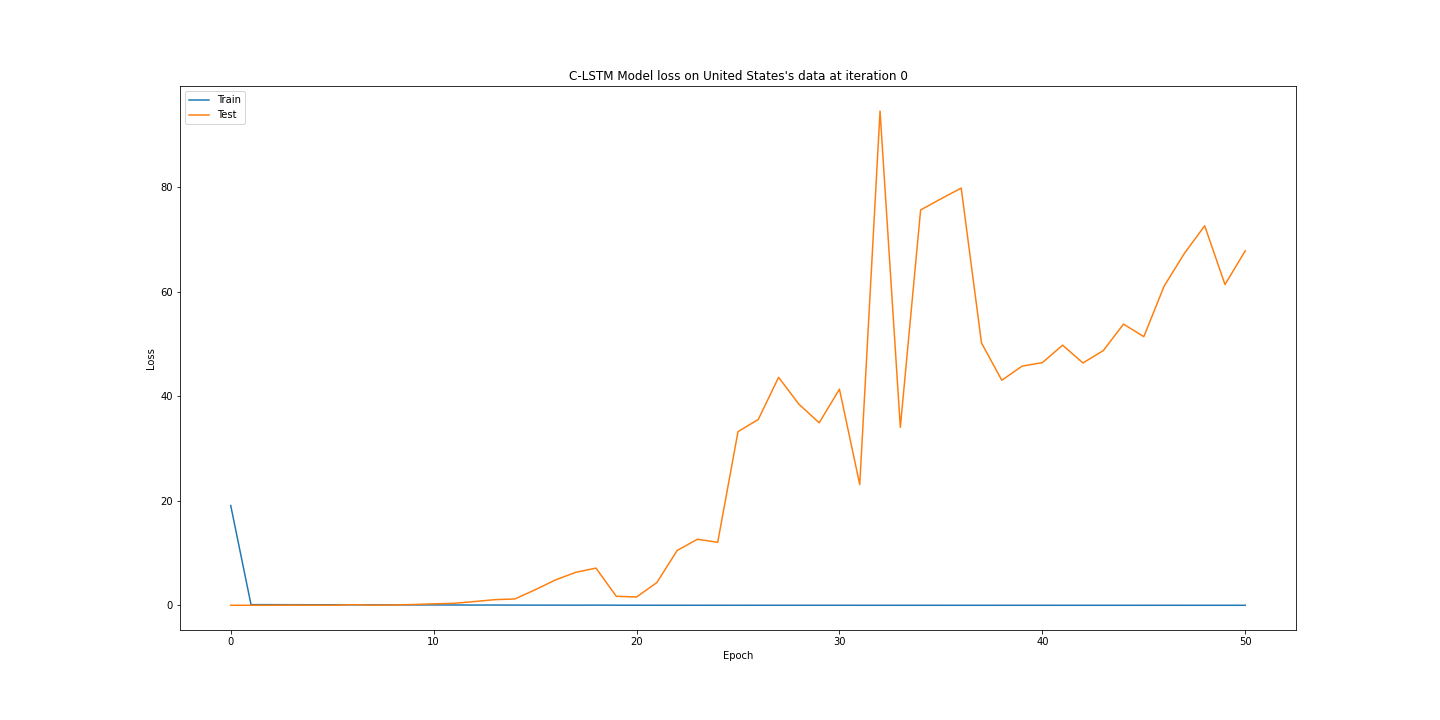 C-LSTM Model loss on United States's data at iteration 0
Train
Test
80
60
40
20
0
Loss
0 10 20 30 40 50
Epoch